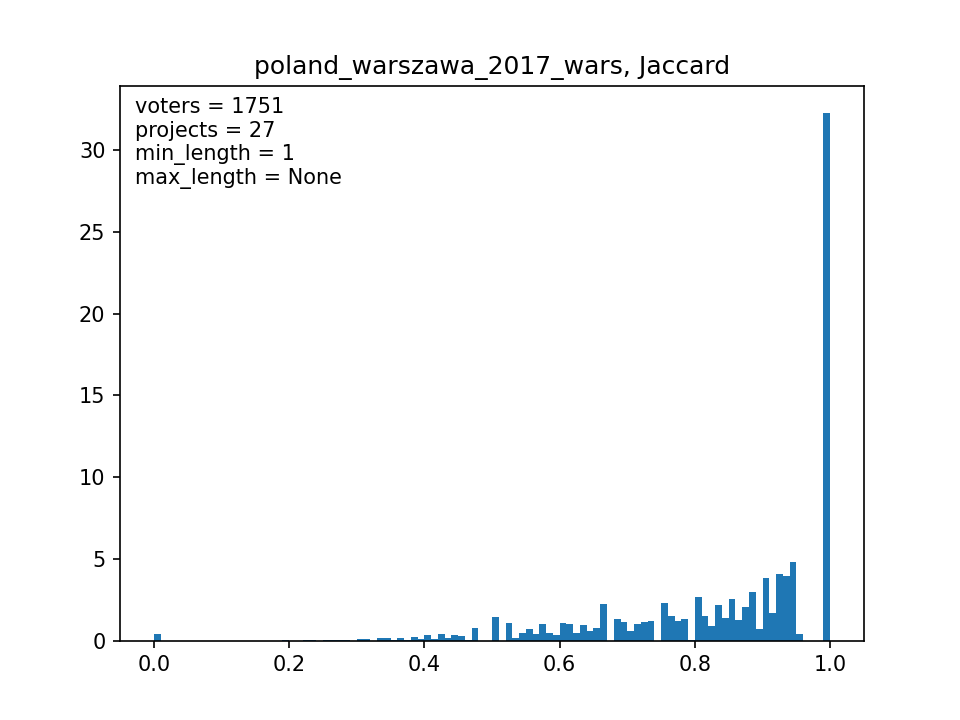 poland_warszawa_2017_wars, Jaccard
voters = 1751
projects = 27
min_length = 1
max_length = None
30
25
20
15
10
5
0
0.0 0.2 0.4 0.6 0.8 1.0